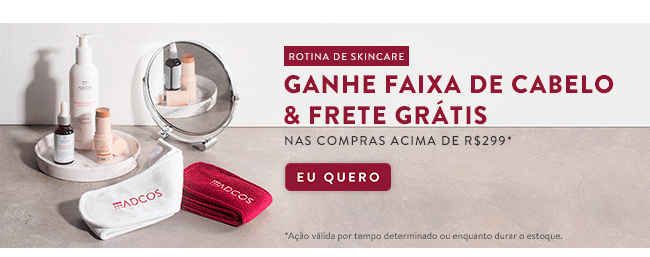 ROTINA DE SKINCARE
GANHE FAIXA DE CABELO
& FRETE GRÁTIS
NAS COMPRAS ACIMA DE R$299*
EU QUERO
*Ação válida por tempo determinado ou enquanto durar o estoque.
ADCOS
ADCOS
ADCOS